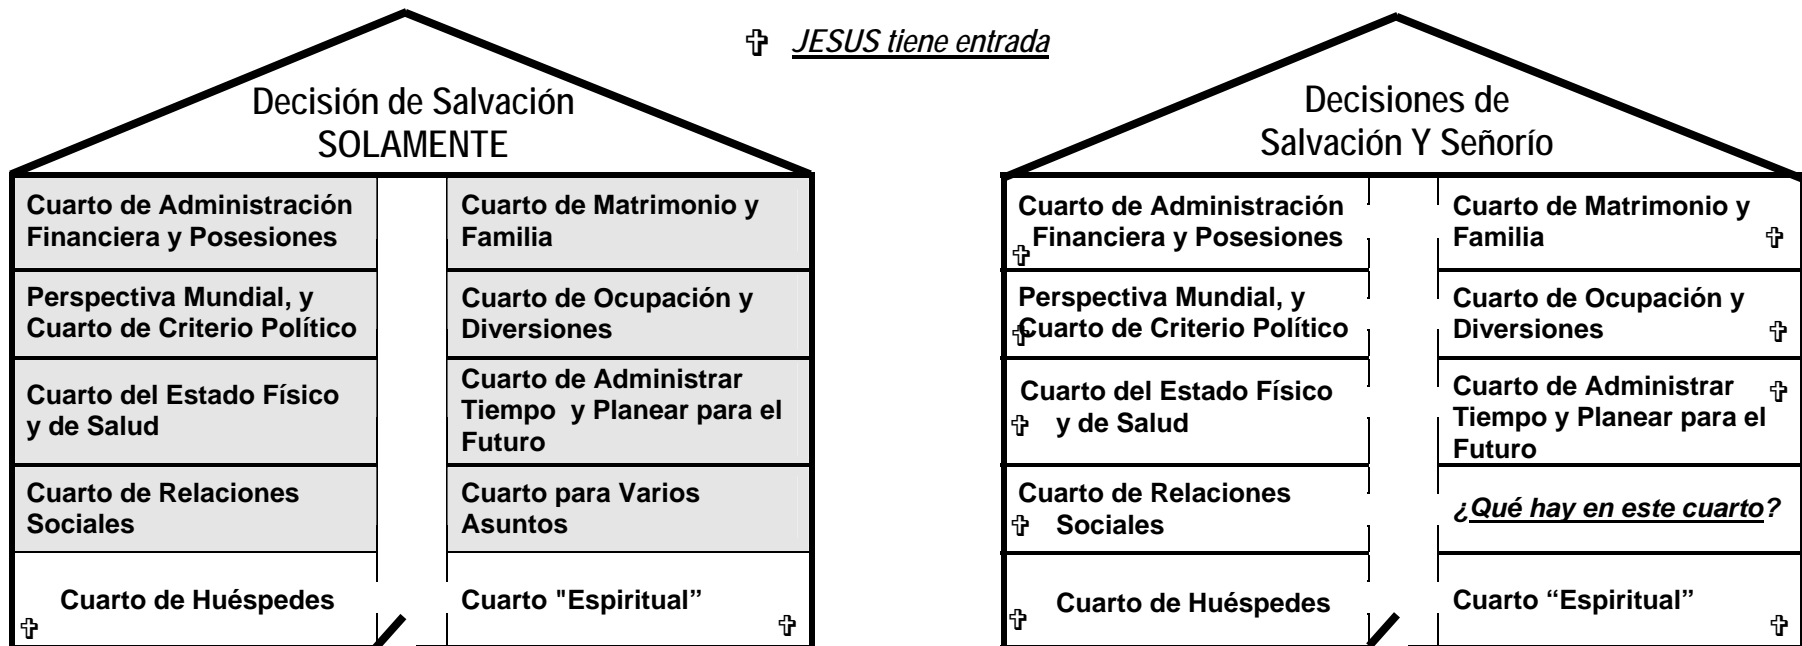 ✞ JESUS tiene entrada
Decisión de Salvación
SOLAMENTE
Cuarto de Administración
Financiera y Posesiones
Cuarto de Matrimonio y
Familia
Perspectiva Mundial, y
Cuarto de Criterio Político
Cuarto de Ocupación y
Diversiones
Cuarto del Estado Físico
y de Salud
Cuarto de Administrar
Tiempo y Planear para el
Futuro
Cuarto de Relaciones
Sociales
Cuarto para Varios
Asuntos
Cuarto de Huéspedes
Cuarto "Espiritual”
Decisiones de
Salvación Y Señorío
Cuarto de Administración
Financiera y Posesiones
Cuarto de Matrimonio y
Familia
Perspectiva Mundial, y
Cuarto de Criterio Político
Cuarto de Ocupación y
Diversiones
Cuarto del Estado Físico
y de Salud
Cuarto de Administrar
Tiempo y Planear para el
Futuro
Cuarto de Relaciones
Sociales
¿Qué hay en este cuarto?
Cuarto de Huéspedes
Cuarto “Espiritual”